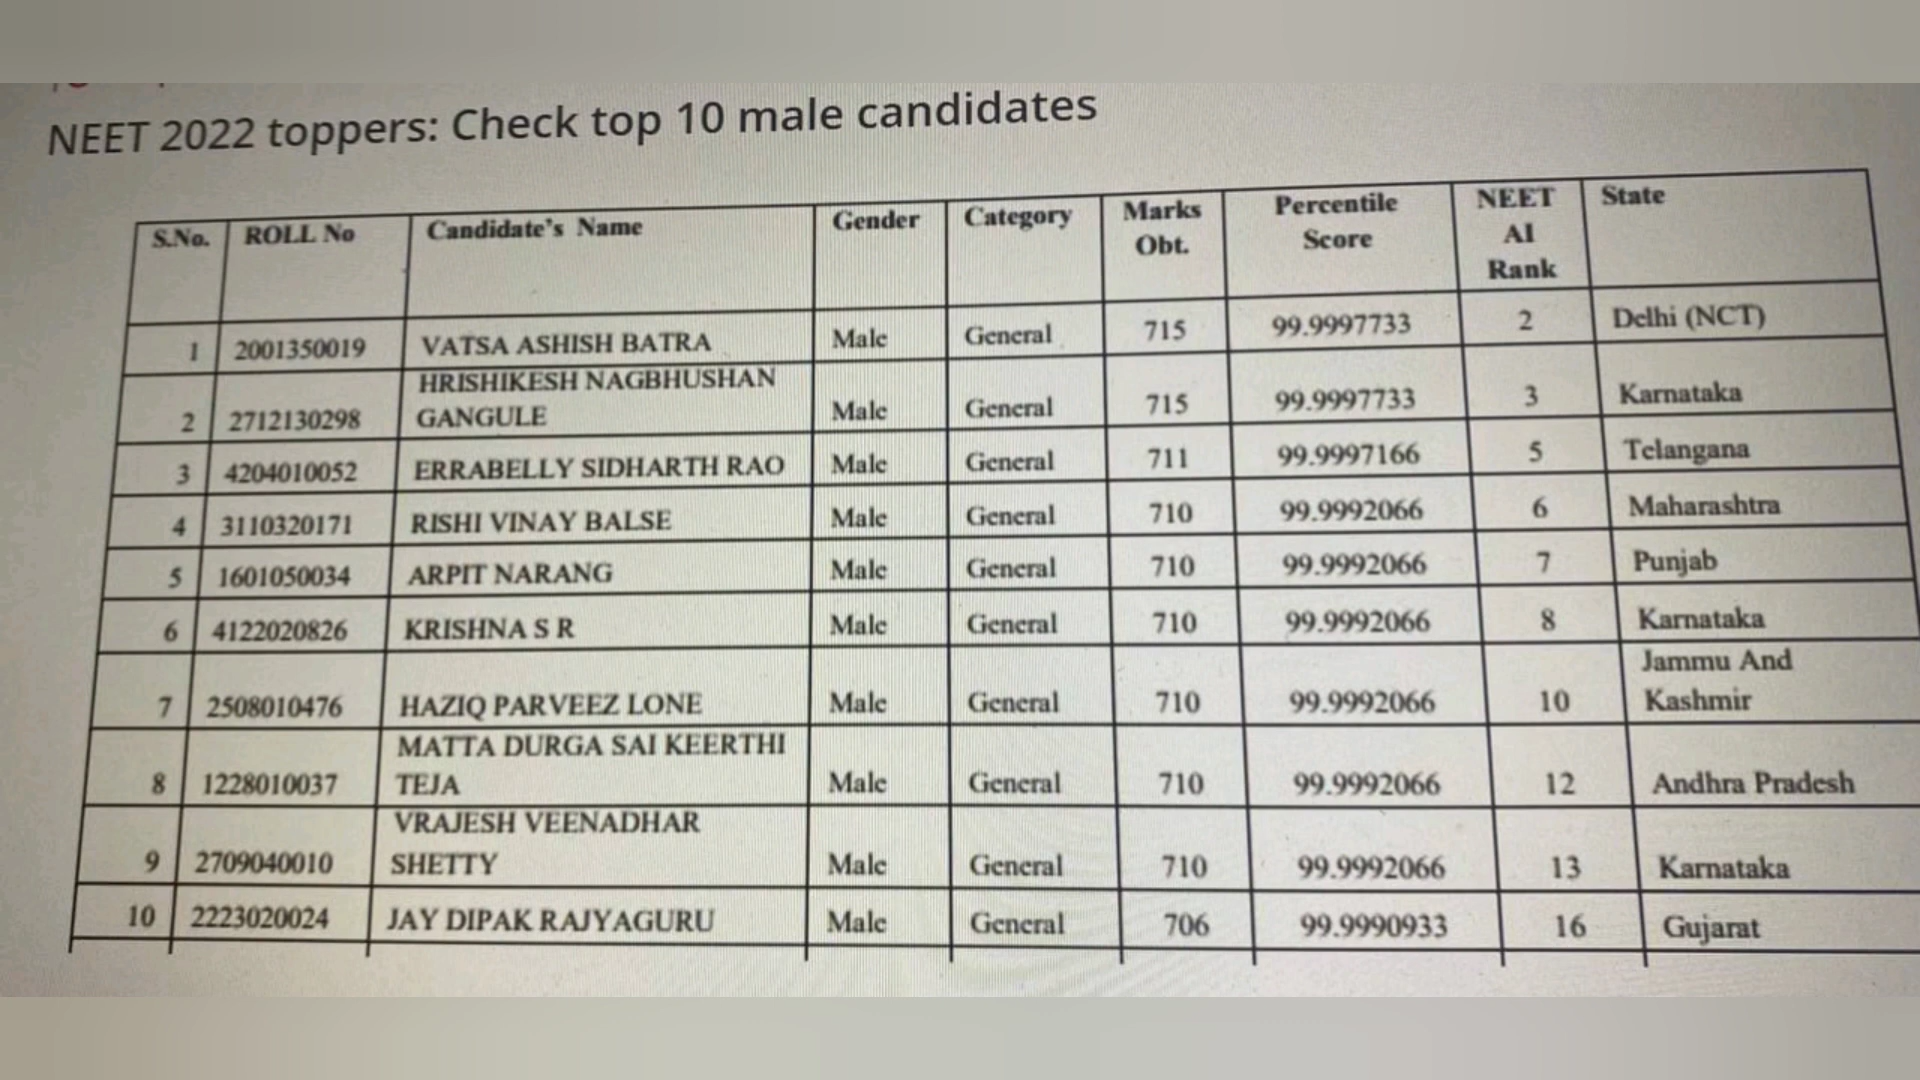 NEET 2022 toppers: Check top 10 male candidates
S.No. ROLL No Candidate's Name Gender Category Marks Obt. Percentile Score NEET AI Rank State
1 2001350019 VATSA ASHISH BATRA Male General 715 99.9997733 2 Delhi (NCT)
2 2712130298 HRISHIKESH NAGBHUSHAN GANGULE Male General 715 99.9997733 3 Karnataka
3 4204010052 ERRABELLY SIDHARTH RAO Male General 711 99.9997166 5 Telangana
4 3110320171 RISHI VINAY BALSE Male General 710 99.9992066 6 Maharashtra
5 1601050034 ARPIT NARANG Male General 710 99.9992066 7 Punjab
6 4122020826 KRISHNA S R Male General 710 99.9992066 8 Karnataka
7 2508010476 HAZIQ PARVEEZ LONE Male General 710 99.9992066 10 Jammu And Kashmir
8 1228010037 MATTA DURGA SAI KEERTHI TEJA Male General 710 99.9992066 12 Andhra Pradesh
9 2709040010 VRAJESH VEENADHAR SHETTY Male General 710 99.9992066 13 Karnataka
10 2223020024 JAY DIPAK RAJYAGURU Male General 706 99.9990933 16 Gujarat